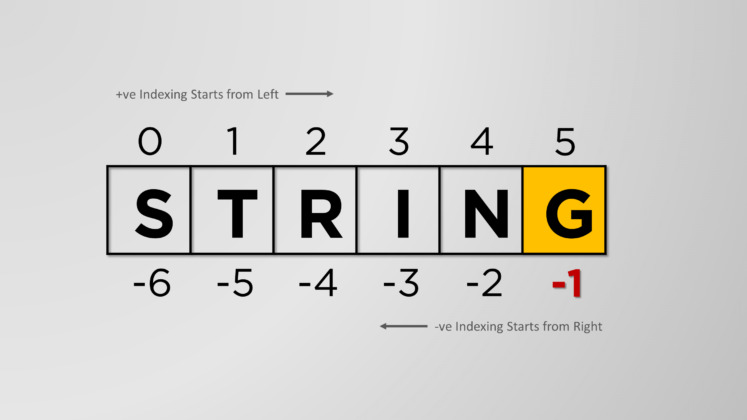 +ve Indexing Starts from Left
0 1 2 3 4 5
S T R I N G
-6 -5 -4 -3 -2 -1
-ve Indexing Starts from Right